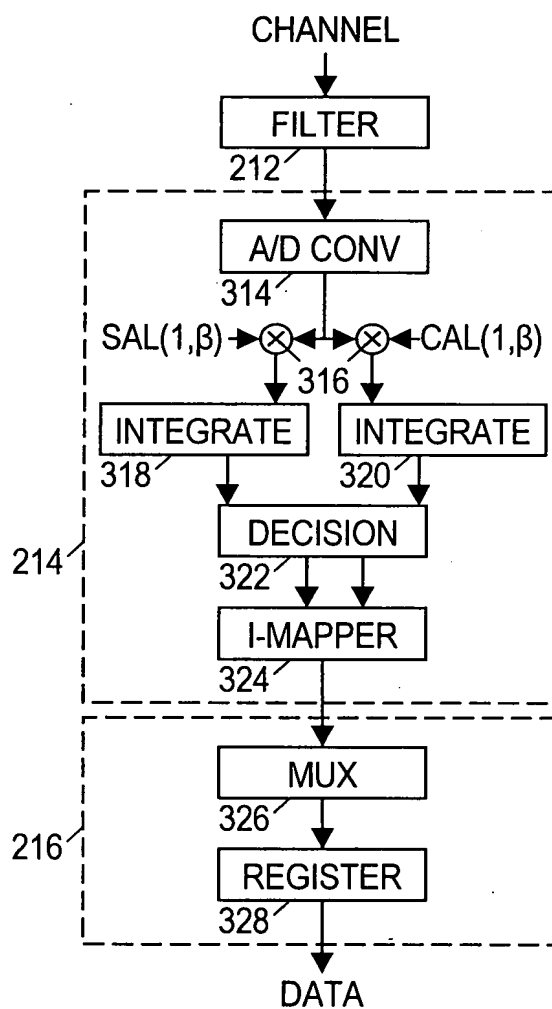 CHANNEL
FILTER
212
A/D CONV
314
SAL(1,β)
CAL(1,β)
316
INTEGRATE
INTEGRATE
318
320
DECISION
214
322
I-MAPPER
324
MUX
326
216
REGISTER
328
DATA